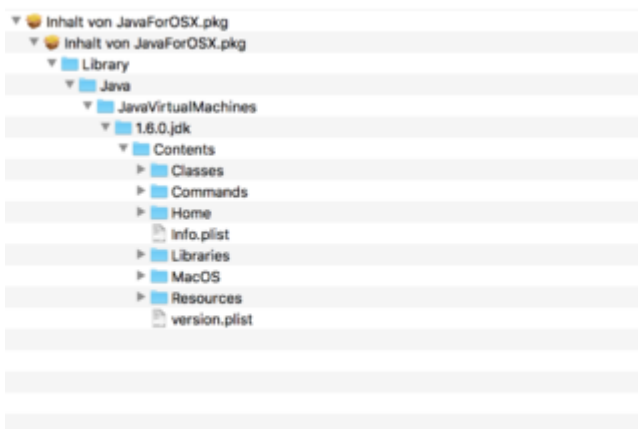 Inhalt von JavaForOSX.pkg
Inhalt von JavaForOSX.pkg
Library
Java
JavaVirtualMachines
1.6.0.jdk
Contents
Classes
Commands
Home
Info.plist
Libraries
MacOS
Resources
version.plist